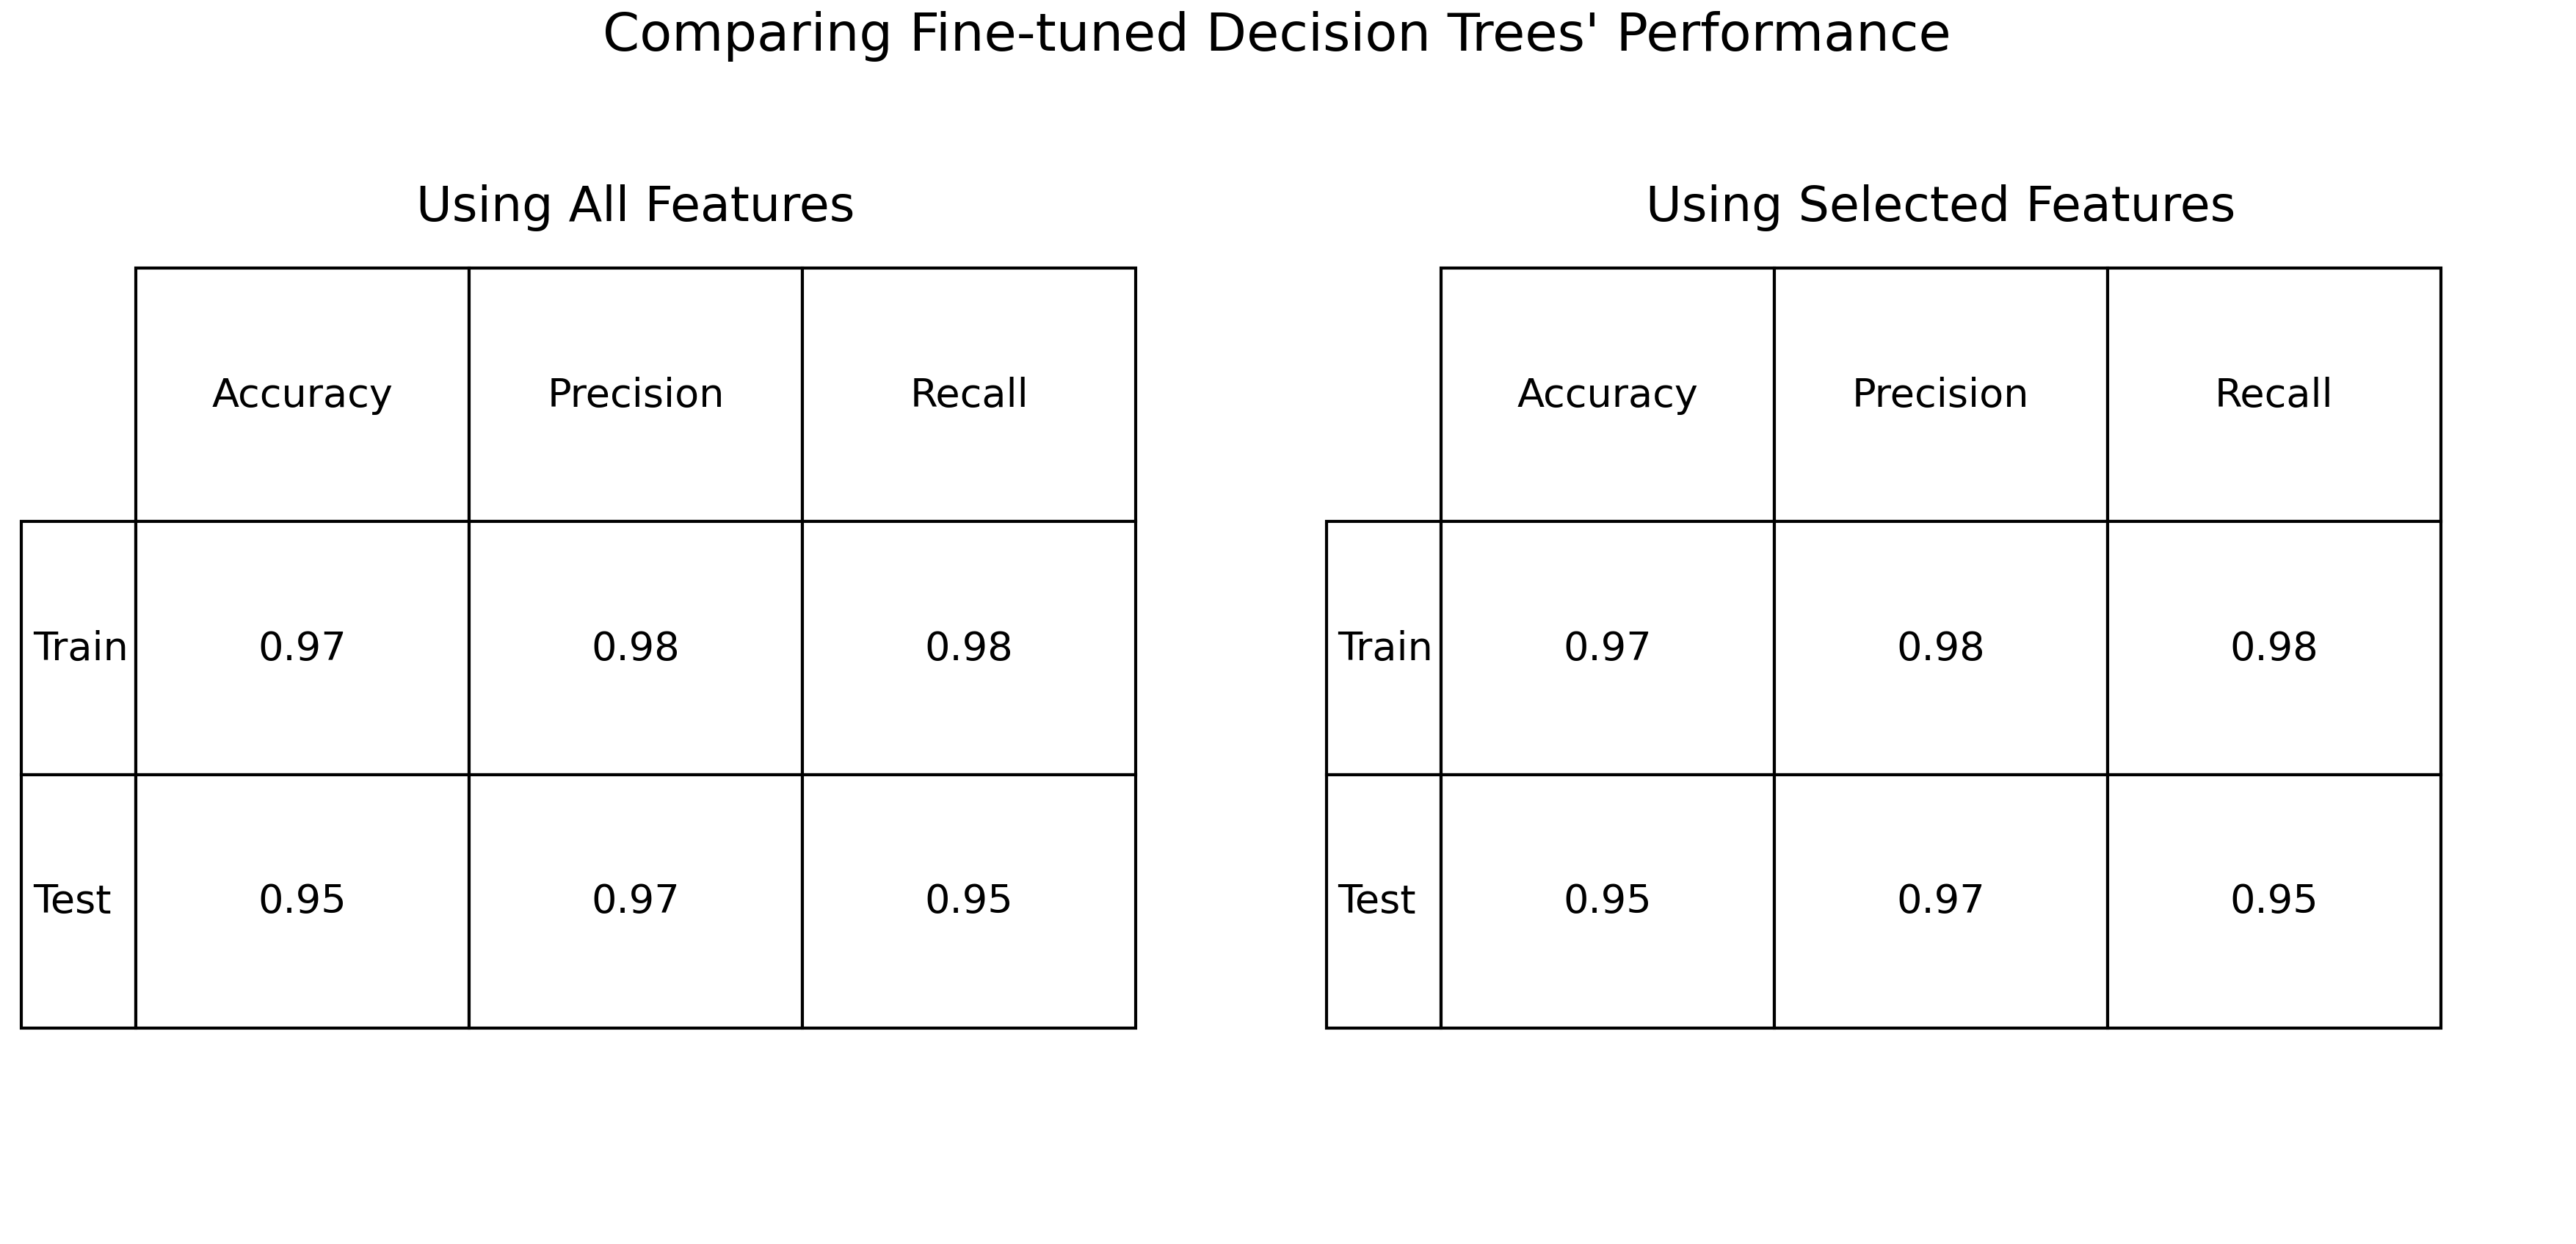 Comparing Fine-tuned Decision Trees' Performance
Using All Features
Accuracy Precision Recall
Train 0.97 0.98 0.98
Test 0.95 0.97 0.95
Using Selected Features
Accuracy Precision Recall
Train 0.97 0.98 0.98
Test 0.95 0.97 0.95